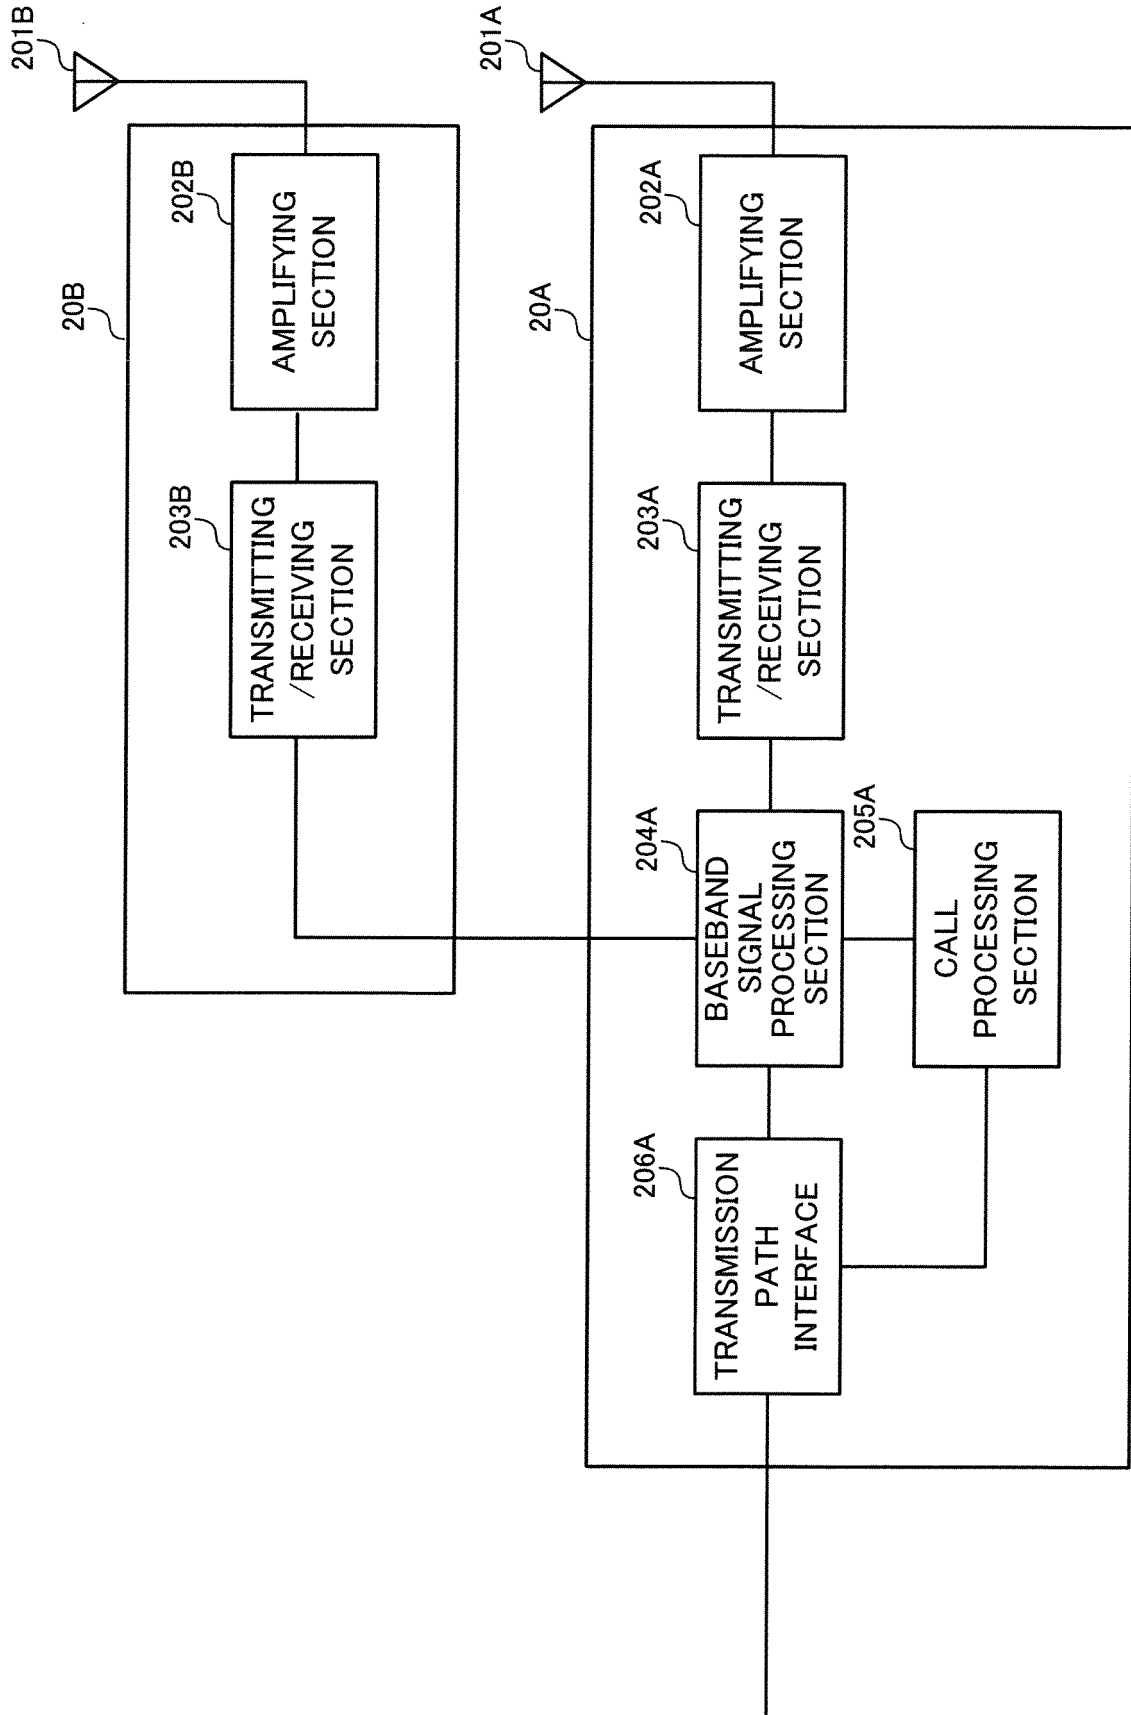 201B
20B
202B
AMPLIFYING
SECTION
203B
TRANSMITTING
/RECEIVING
SECTION
201A
20A
202A
AMPLIFYING
SECTION
203A
TRANSMITTING
/RECEIVING
SECTION
204A
BASEBAND
SIGNAL
PROCESSING
SECTION
205A
CALL
PROCESSING
SECTION
206A
TRANSMISSION
PATH
INTERFACE